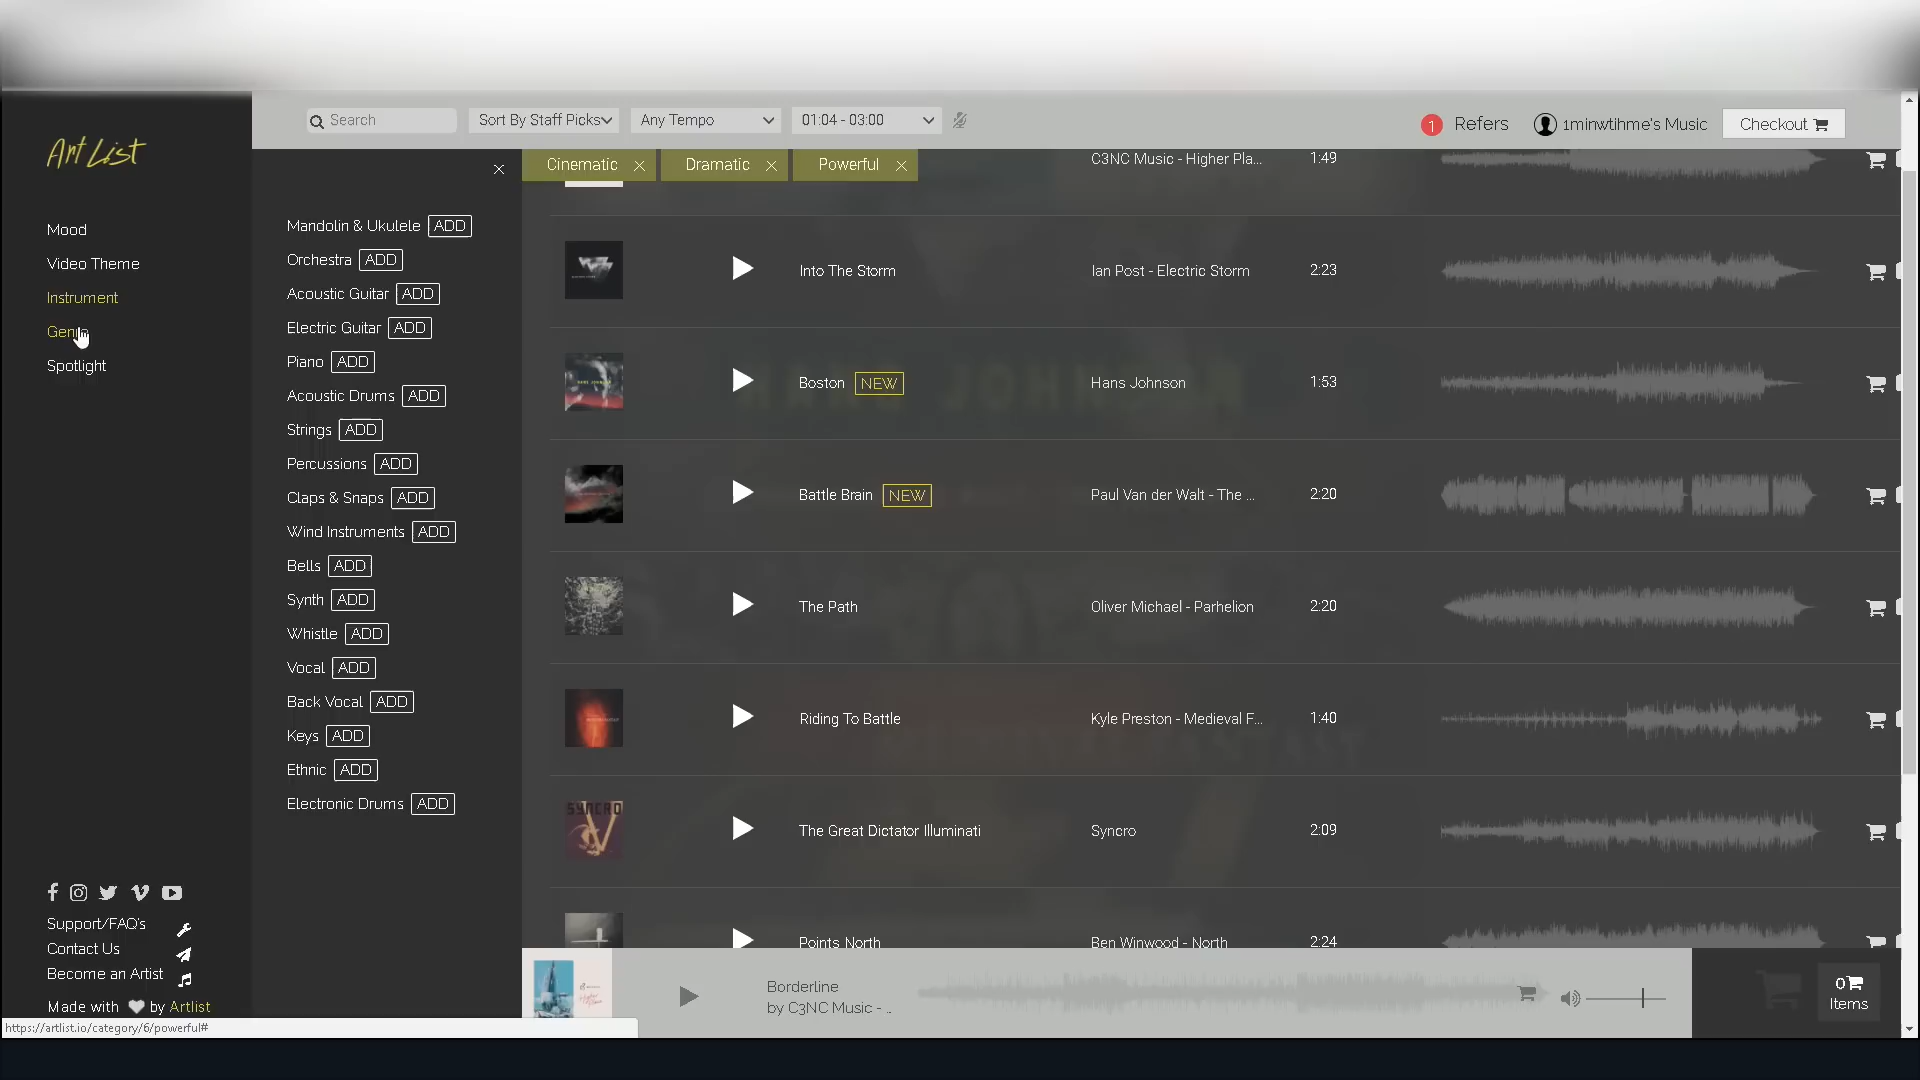 Art List
Mood
Video Theme
Instrument
Spotlight
Support/FAQ's
Contact Us
Become an Artist
Made with by Artlist
https://artlist.io/category/6/powerful#
Search
Sort By Staff Picks
Any Tempo
01:04 - 03:00
1 Refers
1minwtihme's Music
Checkout
Cinematic
Dramatic
Powerful
Mandolin & Ukulele ADD
Orchestra ADD
Acoustic Guitar ADD
Electric Guitar ADD
Piano ADD
Acoustic Drums ADD
Strings ADD
Percussions ADD
Claps & Snaps ADD
Wind Instruments ADD
Bells ADD
Synth ADD
Whistle ADD
Vocal ADD
Back Vocal ADD
Keys ADD
Ethnic ADD
Electronic Drums ADD
C3NC Music - Higher Pla... 1:49
Into The Storm Ian Post - Electric Storm 2:23
Boston NEW Hans Johnson 1:53
Battle Brain NEW Paul Van der Walt - The ... 2:20
The Path Oliver Michael - Parhelion 2:20
Riding To Battle Kyle Preston - Medieval F... 1:40
SYNCRO
The Great Dictator Illuminati Syncro 2:09
Points North Ben Winwood - North 2:24
Borderline
by C3NC Music - ..
0
Items